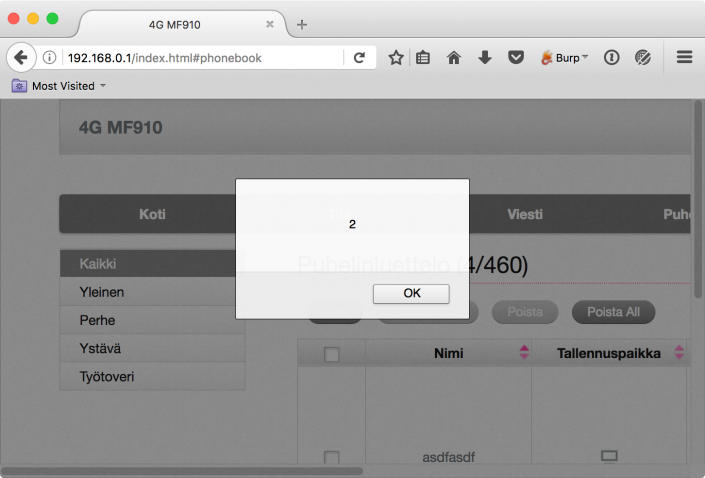 4G MF910
192.168.0.1/index.html#phonebook
Burp
Most Visited
4G MF910
Koti
Viesti
Puhe
Kaikki
Yleinen
Perhe
Ystävä
Työtoveri
2
OK
Puhelinluettelo (4/460)
Poista
Poista All
Nimi
Tallennuspaikka
asdfasdf